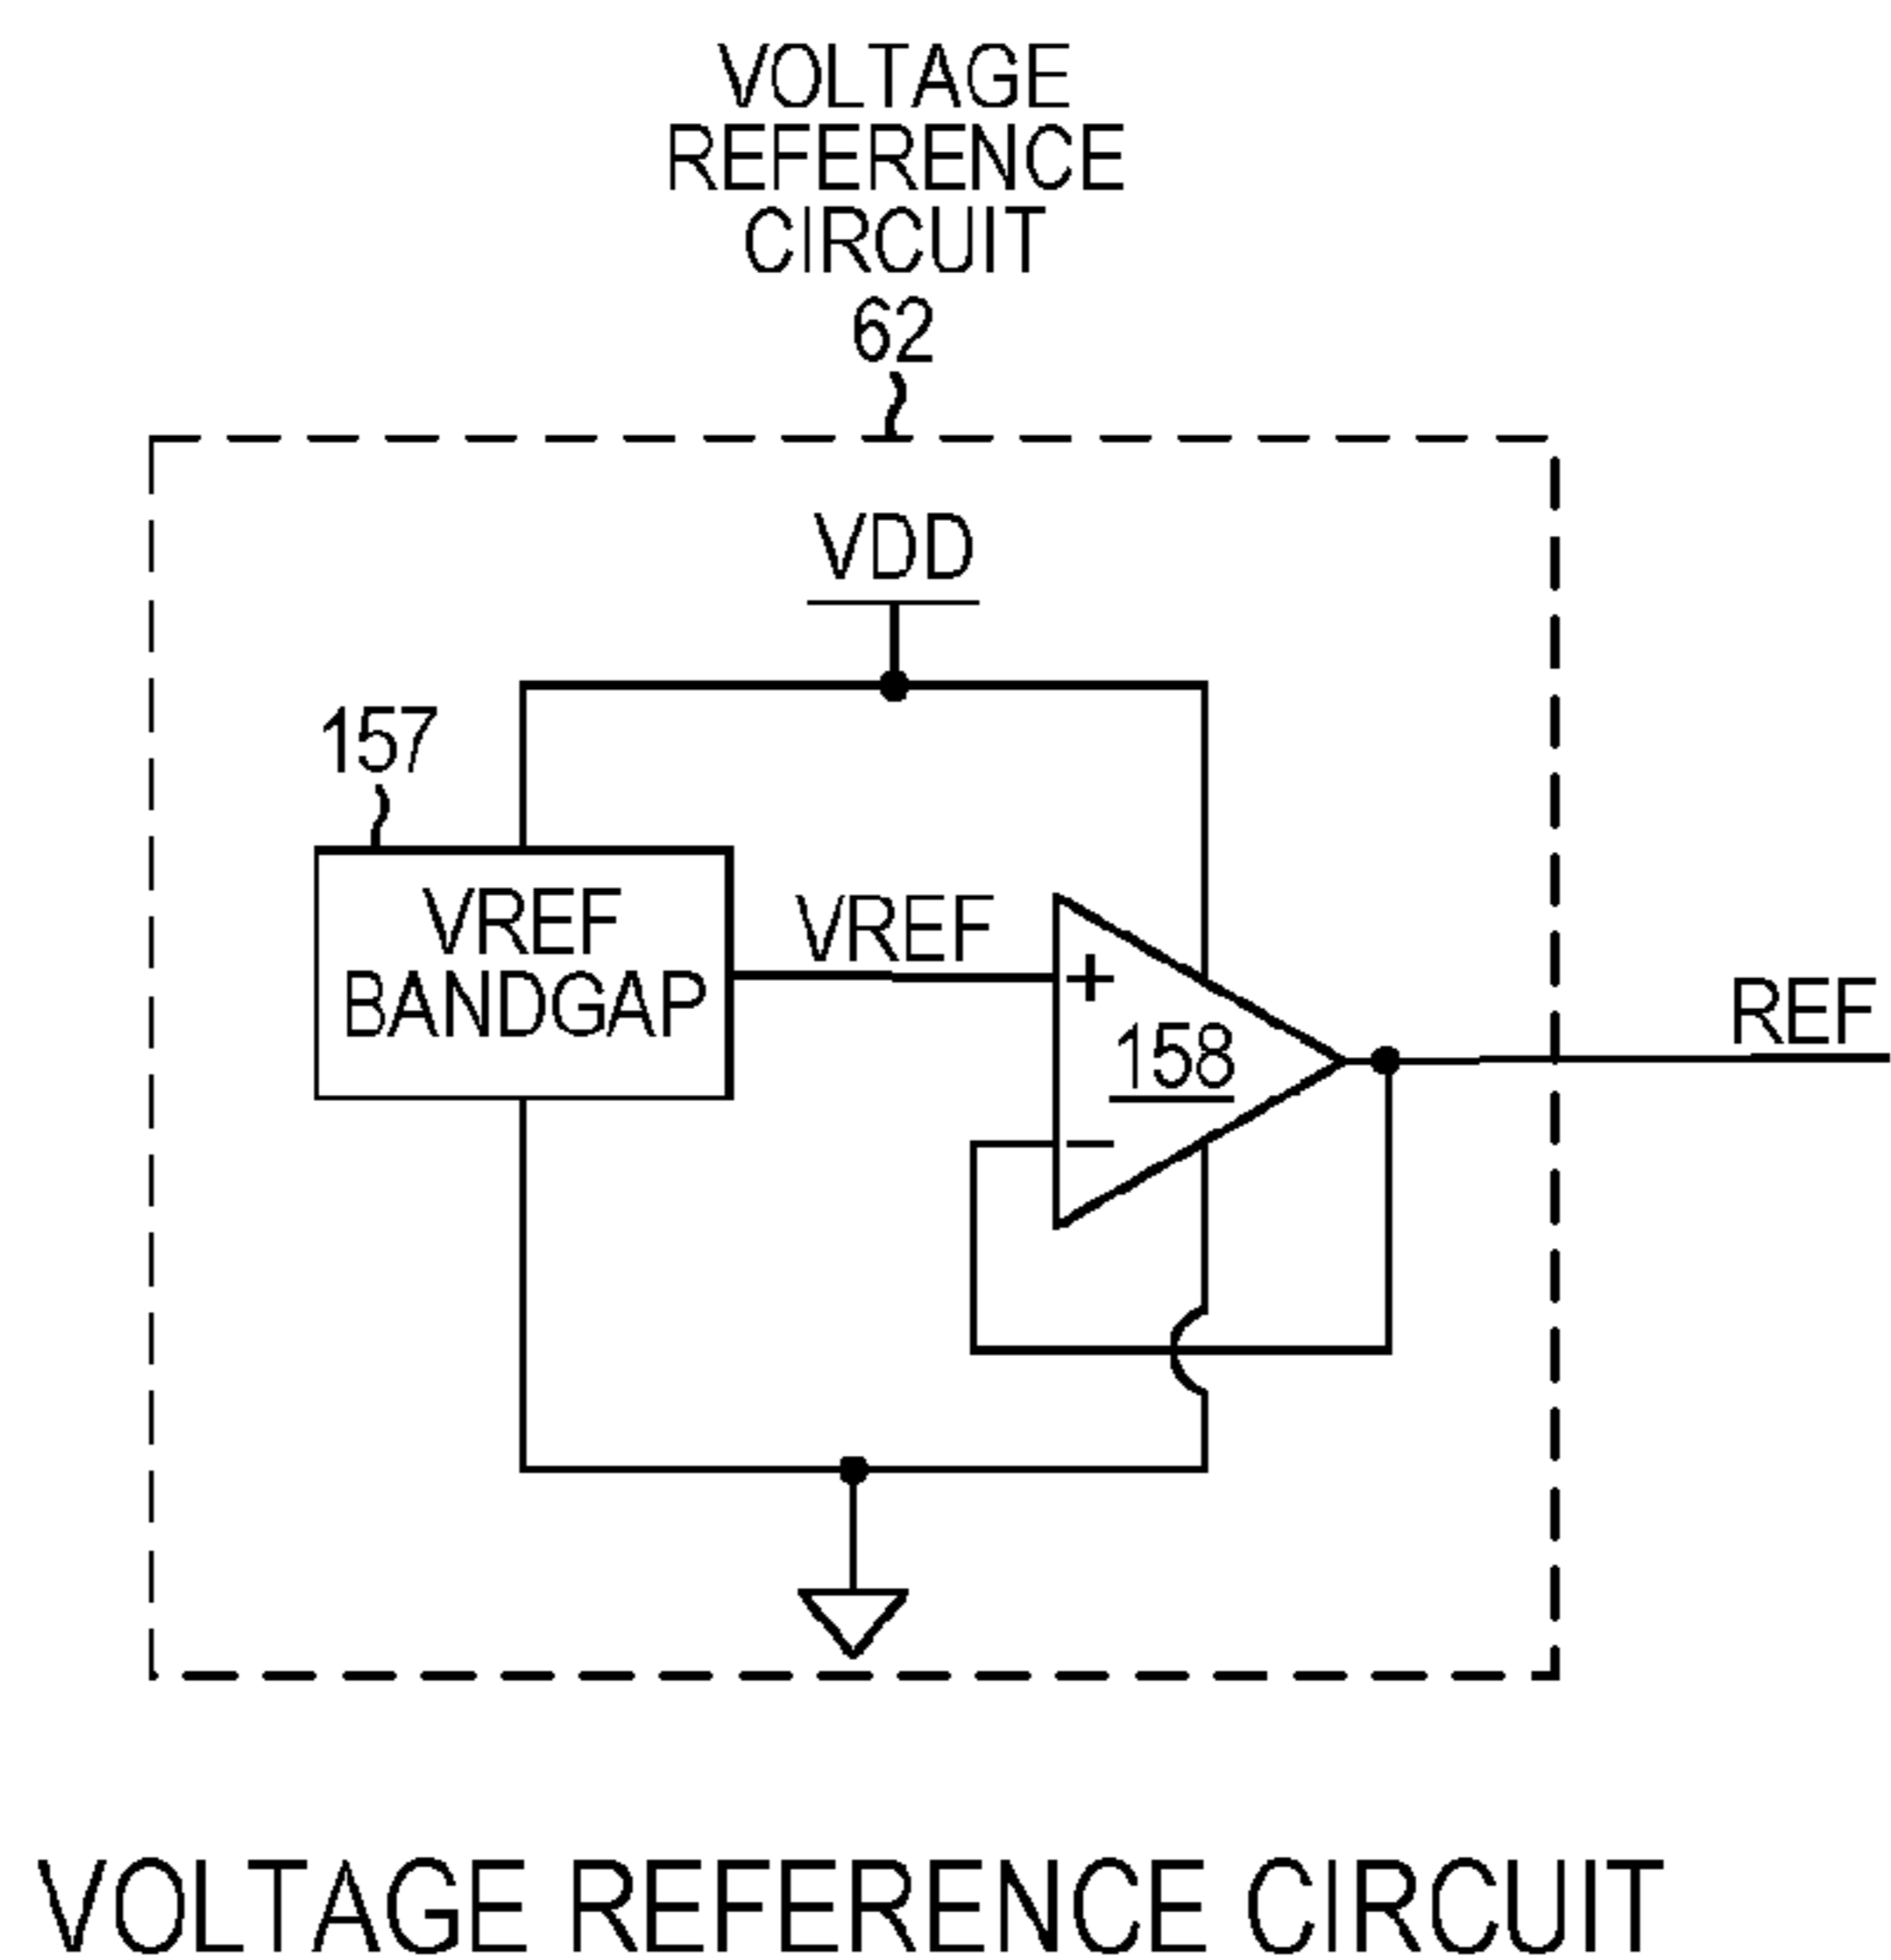 VOLTAGE
REFERENCE
CIRCUIT
62
VDD
157
VREF
BANDGAP
VREF
+
158
−
REF
VOLTAGE REFERENCE CIRCUIT